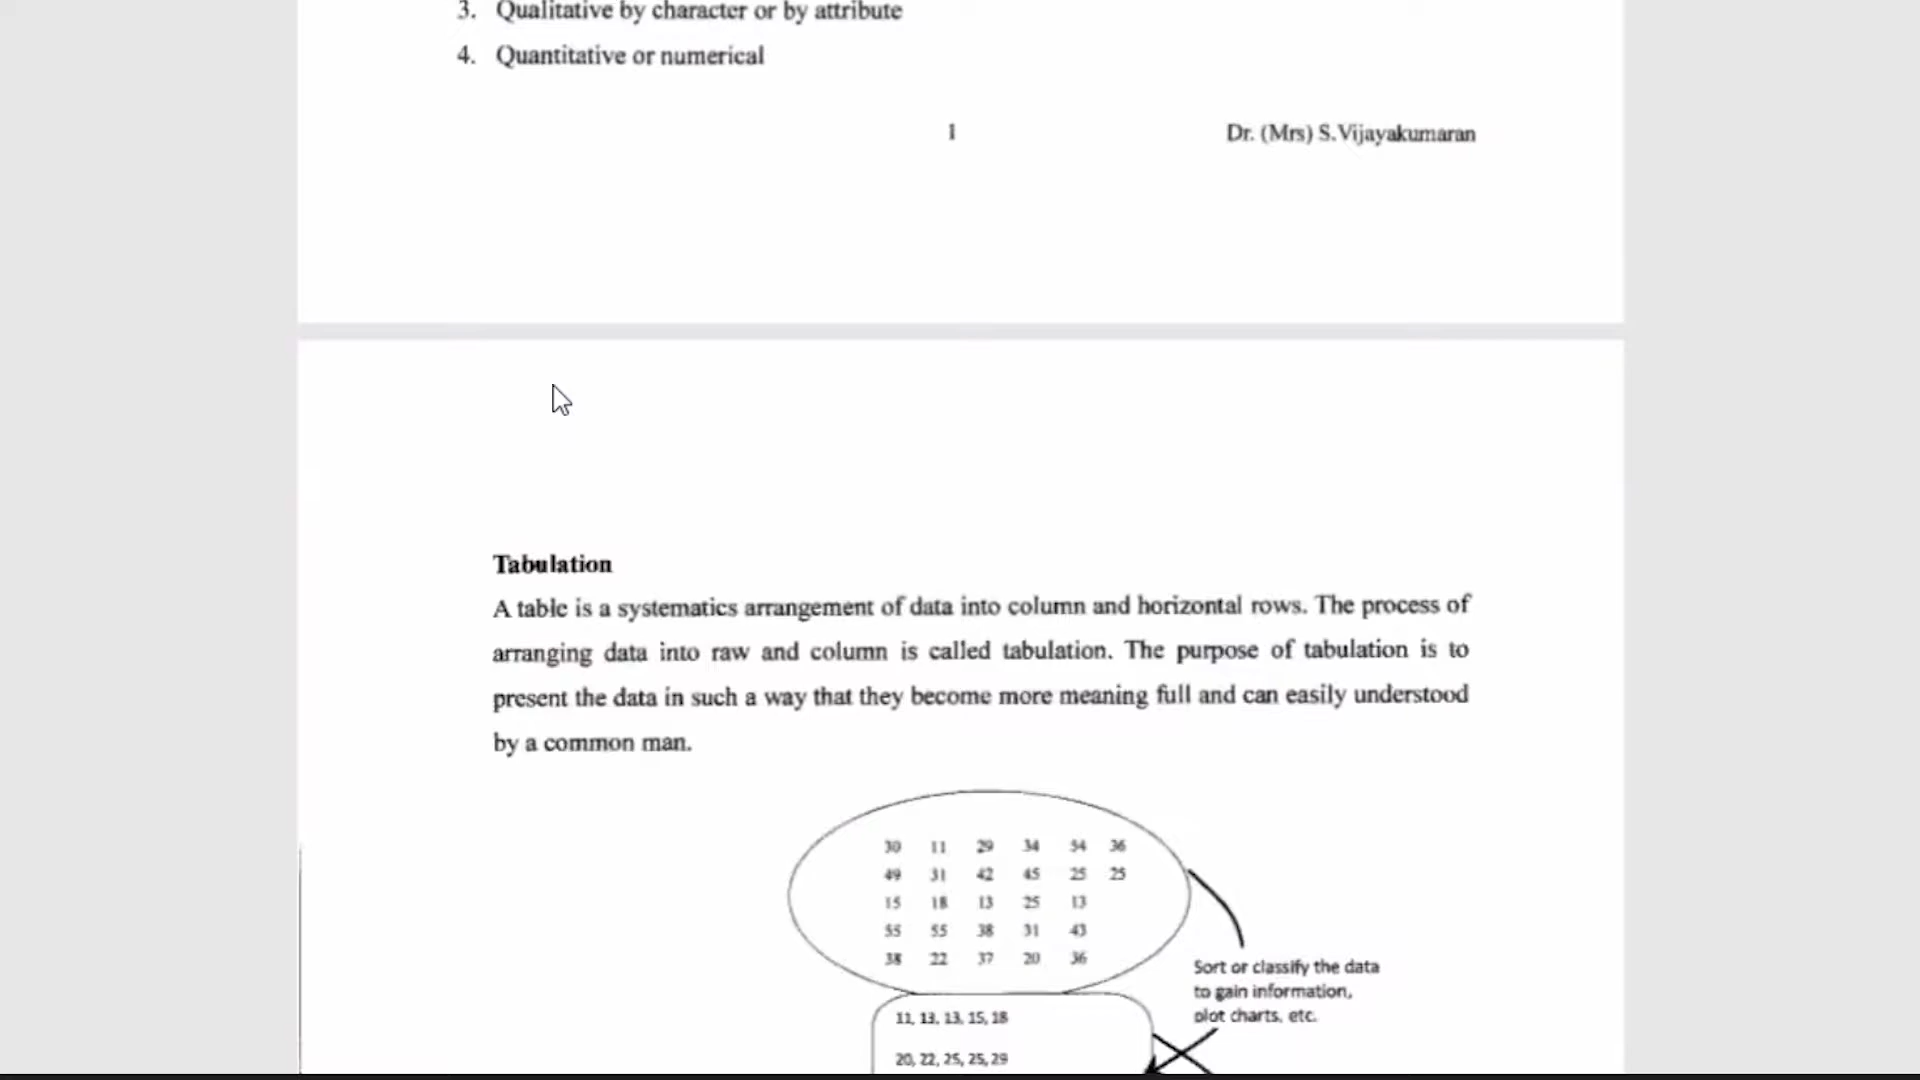 3. Qualitative by character or by attribute
4. Quantitative or numerical
1 Dr. (Mrs) S.Vijayakumaran
Tabulation
A table is a systematics arrangement of data into column and horizontal rows. The process of
arranging data into raw and column is called tabulation. The purpose of tabulation is to
present the data in such a way that they become more meaning full and can easily understood
by a common man.
30 11 29 34 54 36
49 31 42 45 25 25
15 18 13 25 13
55 55 38 31 43
38 22 37 20 36
Sort or classify the data
to gain information,
plot charts, etc.
11, 13, 13, 15, 18
20, 22, 25, 25, 29